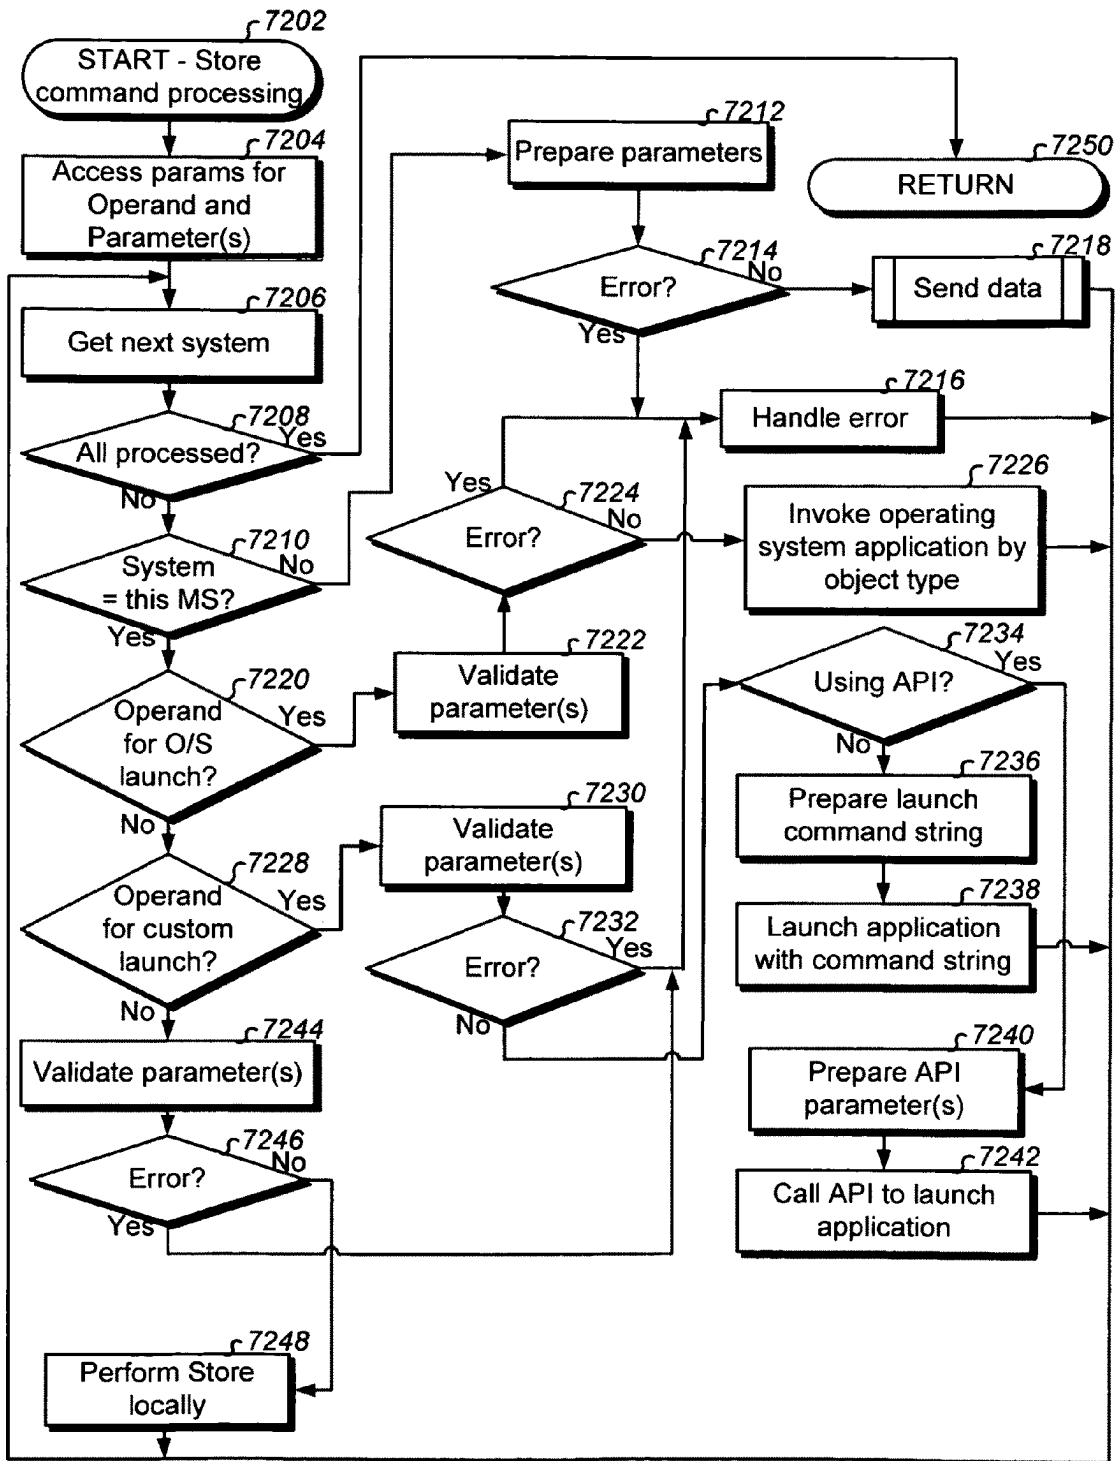 7202
START - Store
command processing
7204
Access params for
Operand and
Parameter(s)
7206
Get next system
7208
All processed?
Yes
No
7210
System
= this MS?
No
Yes
7212
Prepare parameters
7214
Error?
No
Yes
7250
RETURN
7218
Send data
7216
Handle error
7220
Operand
for O/S
launch?
Yes
No
7222
Validate
parameter(s)
7224
Error?
Yes
No
7226
Invoke operating
system application by
object type
7228
Operand
for custom
launch?
Yes
No
7230
Validate
parameter(s)
7232
Error?
Yes
No
7234
Using API?
Yes
No
7236
Prepare launch
command string
7238
Launch application
with command string
7240
Prepare API
parameter(s)
7242
Call API to launch
application
7244
Validate parameter(s)
7246
Error?
No
Yes
7248
Perform Store
locally